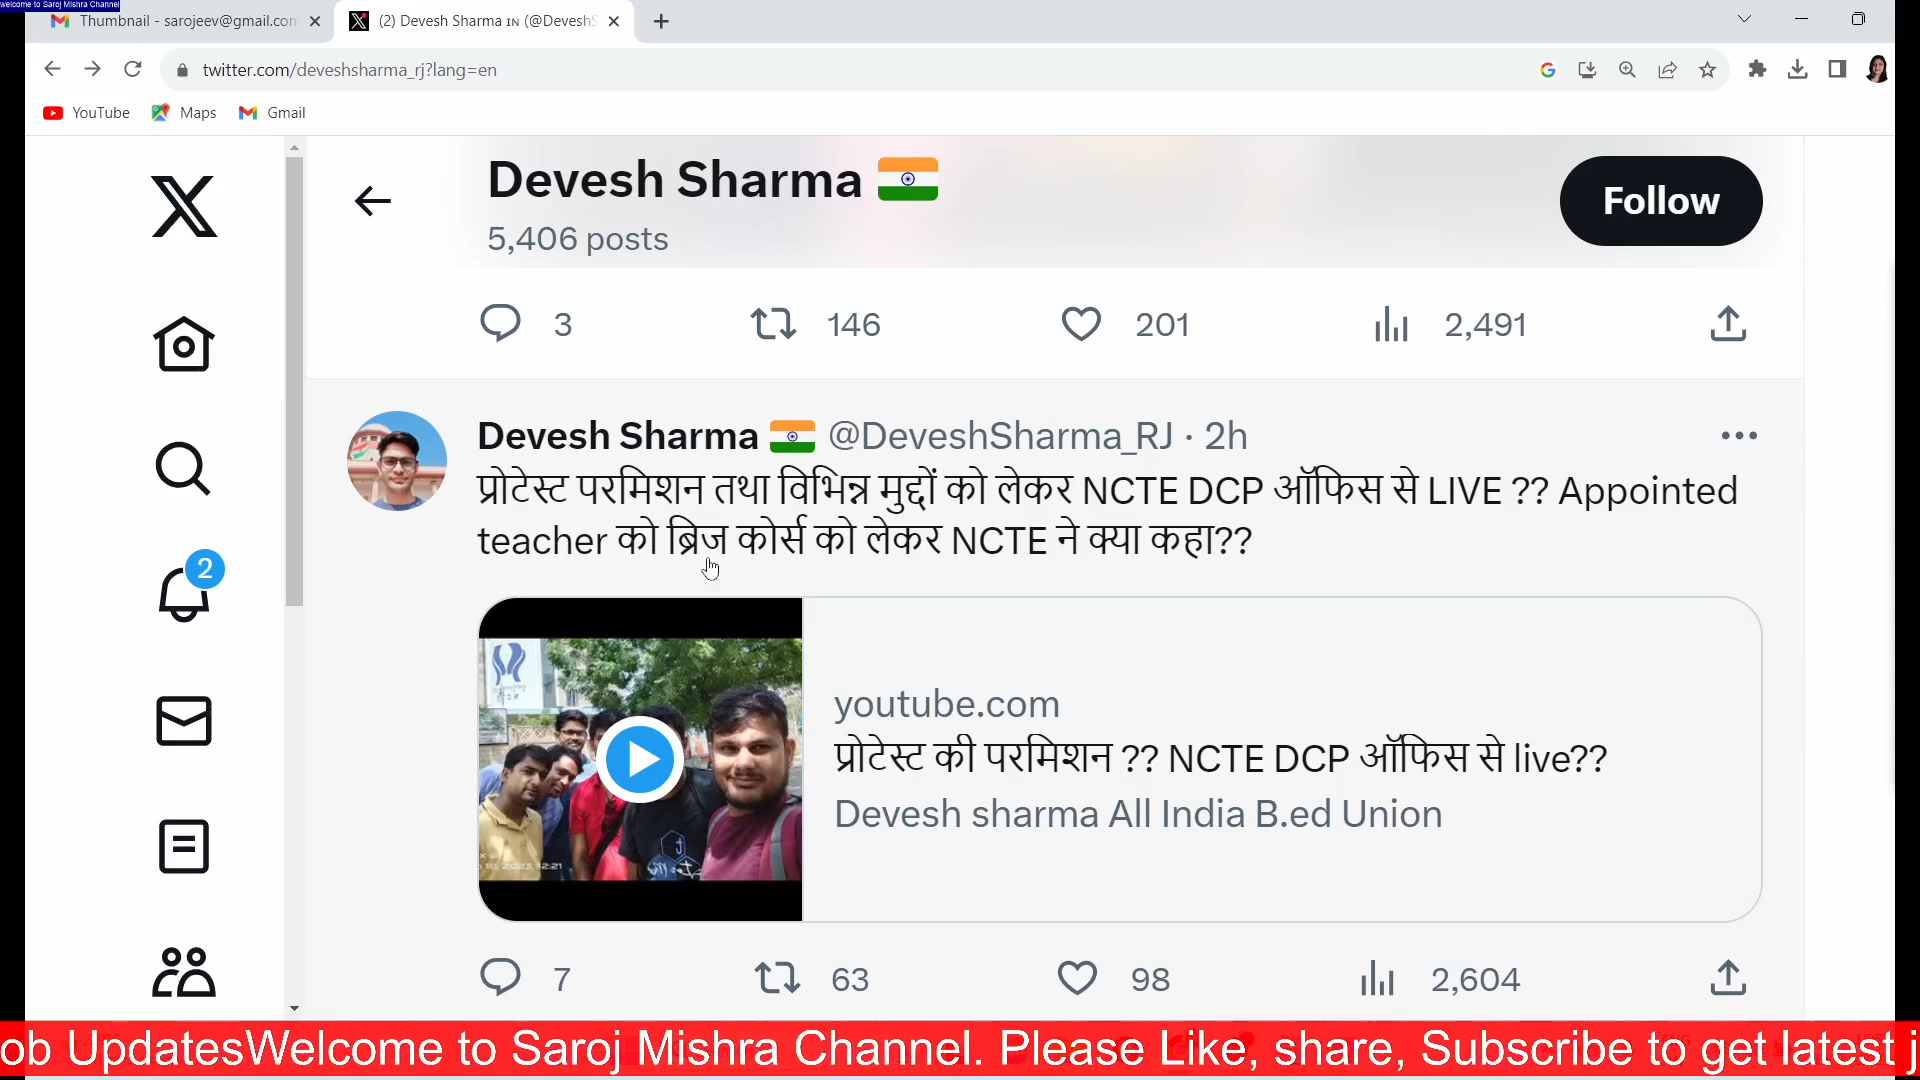 welcome to Saroj Mishra Channel
Thumbnail - sarojeev@gmail.com
(2) Devesh Sharma IN (@DeveshS
twitter.com/deveshsharma_rj?lang=en
YouTube
Maps
Gmail
Devesh Sharma
5,406 posts
Follow
3
146
201
2,491
Devesh Sharma @DeveshSharma_RJ · 2h
प्रोटेस्ट परमिशन तथा विभिन्न मुद्दों को लेकर NCTE DCP ऑफिस से LIVE ?? Appointed
teacher को ब्रिज कोर्स को लेकर NCTE ने क्या कहा??
2
youtube.com
प्रोटेस्ट की परमिशन ?? NCTE DCP ऑफिस से live??
Devesh sharma All India B.ed Union
7
63
98
2,604
ob UpdatesWelcome to Saroj Mishra Channel. Please Like, share, Subscribe to get latest j